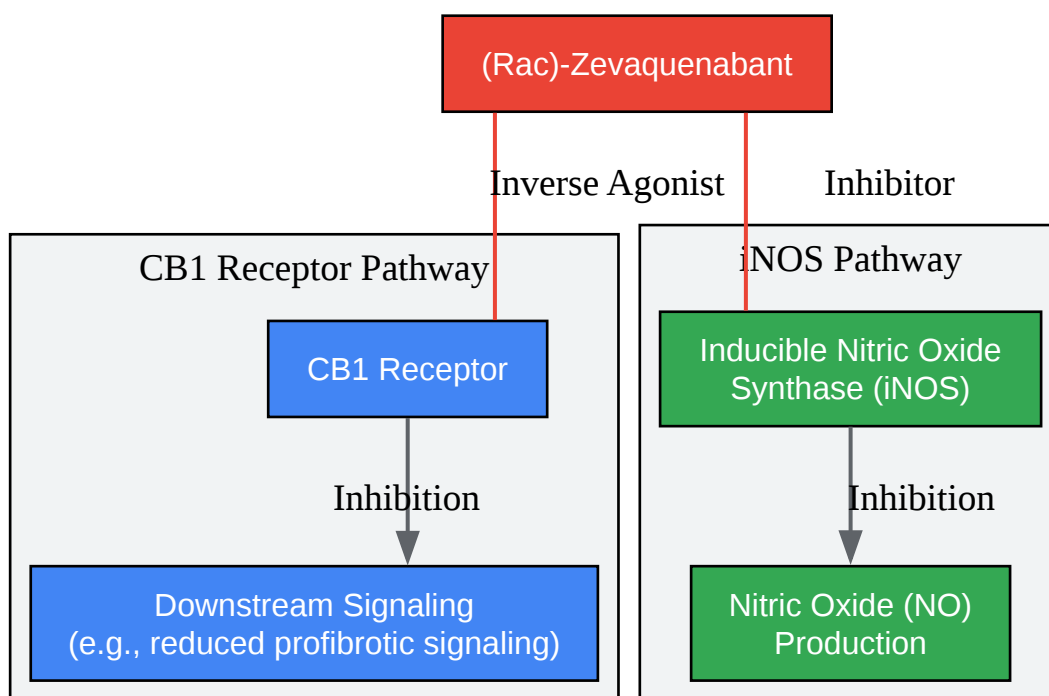 (Rac)-Zevaquenabant
Inverse Agonist
Inhibitor
CB1 Receptor Pathway
iNOS Pathway
CB1 Receptor
Inducible Nitric Oxide
Synthase (iNOS)
Inhibition
Inhibition
Downstream Signaling
(e.g., reduced profibrotic signaling)
Nitric Oxide (NO)
Production